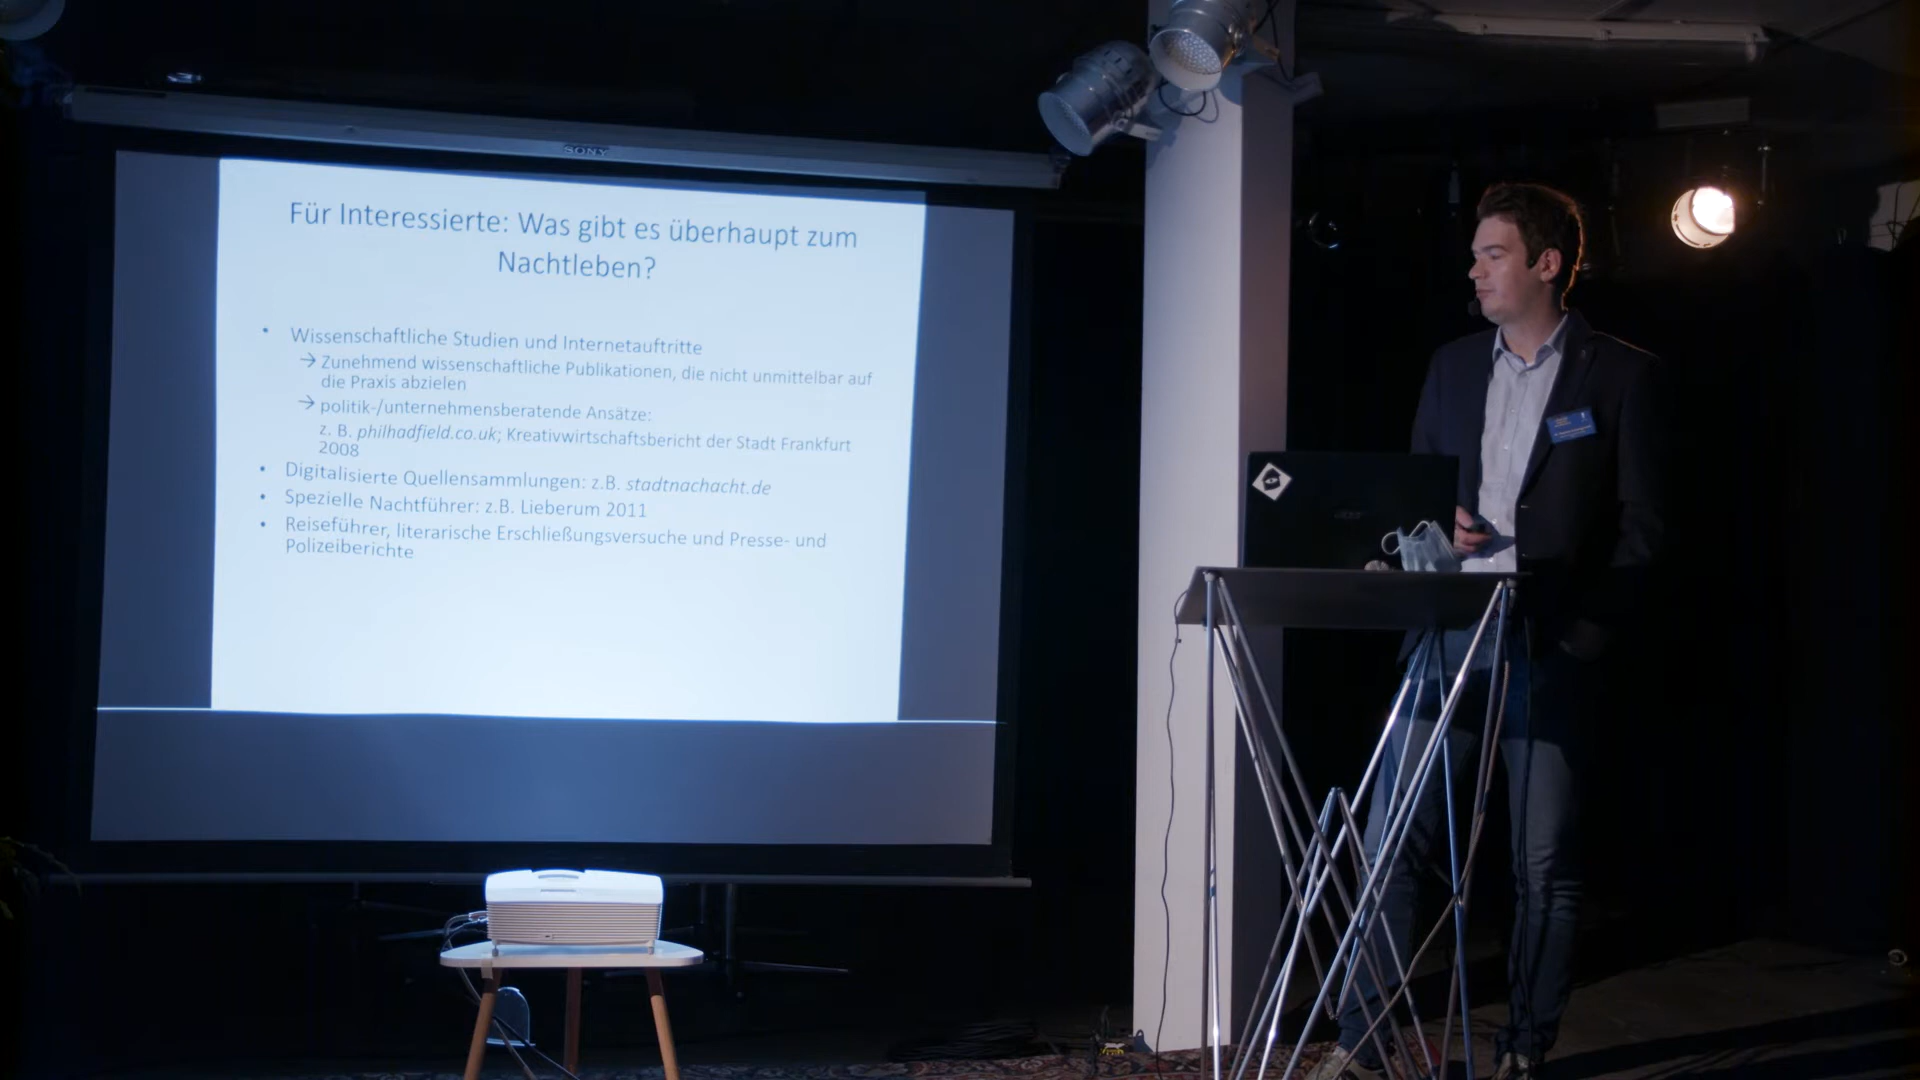 SONY
Für Interessierte: Was gibt es überhaupt zum
Nachtleben?
• Wissenschaftliche Studien und Internetauftritte
→ Zunehmend wissenschaftliche Publikationen, die nicht unmittelbar auf
die Praxis abzielen
→ politik-/unternehmensberatende Ansätze:
z. B. philhadfield.co.uk; Kreativwirtschaftsbericht der Stadt Frankfurt
2008
• Digitalisierte Quellensammlungen: z.B. stadtnachacht.de
• Spezielle Nachtführer: z.B. Lieberum 2011
• Reiseführer, literarische Erschließungsversuche und Presse- und
Polizeiberichte